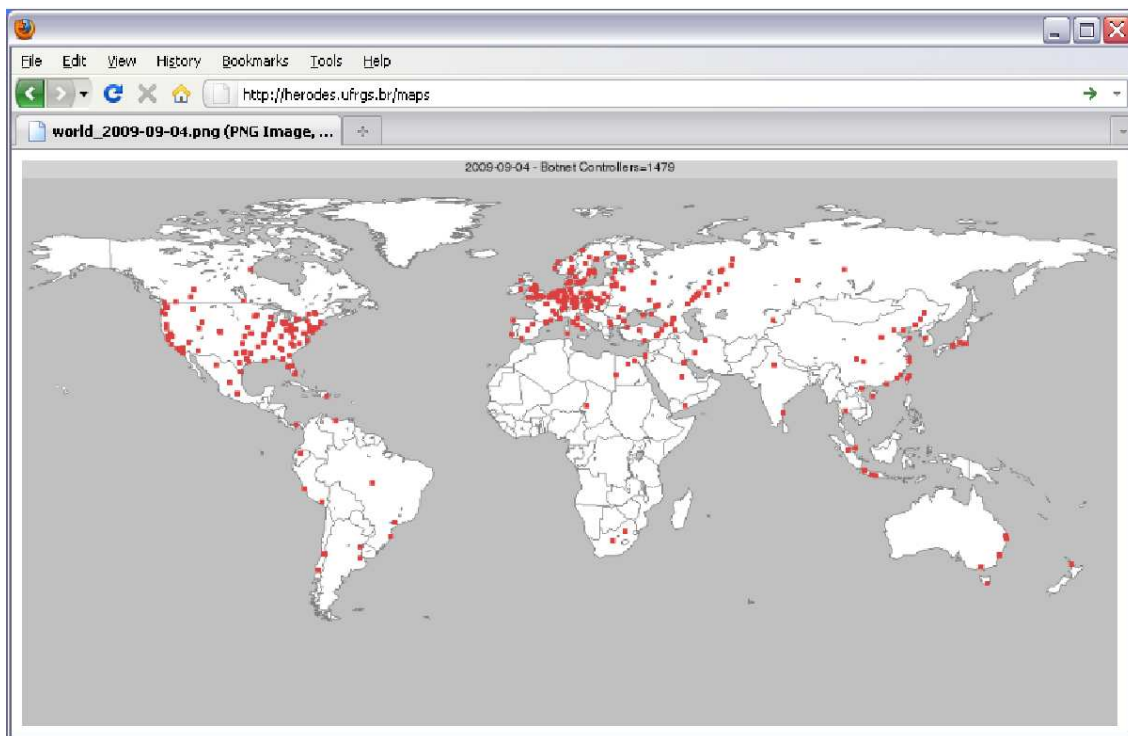 File Edit View History Bookmarks Tools Help
http://herodes.ufrgs.br/maps
world_2009-09-04.png (PNG Image, ...
2009-09-04 - Botnet Controllers=1479